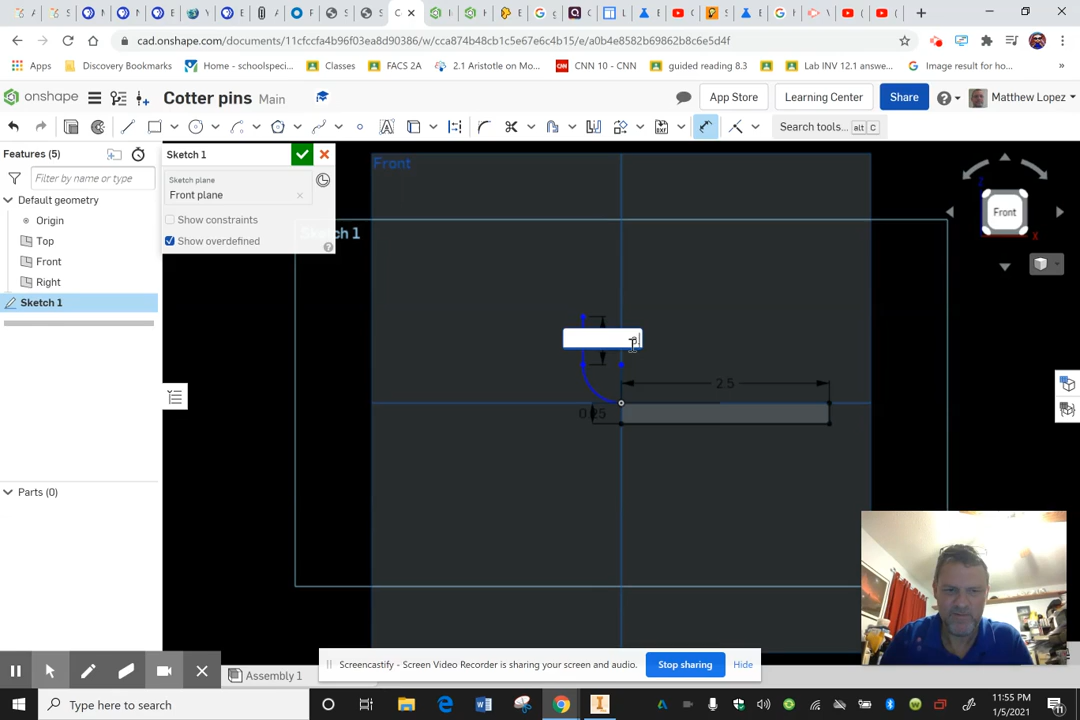 cad.onshape.com/documents/11cfccfa4b96f03ea8d90386/w/cca874b48cb1c5e67e6c4b15/e/a0b4e8582b69862b8c6e5d4f
Apps
Discovery Bookmarks
Home - schoolspeci...
Classes
FACS 2A
2.1 Aristotle on Mo...
CNN 10 - CNN
guided reading 8.3
Lab INV 12.1 answe...
Image result for ho...
onshape
Cotter pins Main
App Store
Learning Center
Share
Matthew Lopez
Search tools... alt C
Features (5)
Filter by name or type
Default geometry
Origin
Top
Front
Right
Sketch 1
Parts (0)
Sketch 1
Sketch plane
Front plane
Show constraints
Show overdefined
Front
Sketch 1
2.5
0.25
Front
Z
X
Assembly 1
Screencastify - Screen Video Recorder is sharing your screen and audio.
Stop sharing
Hide
Type here to search
11:55 PM
1/5/2021